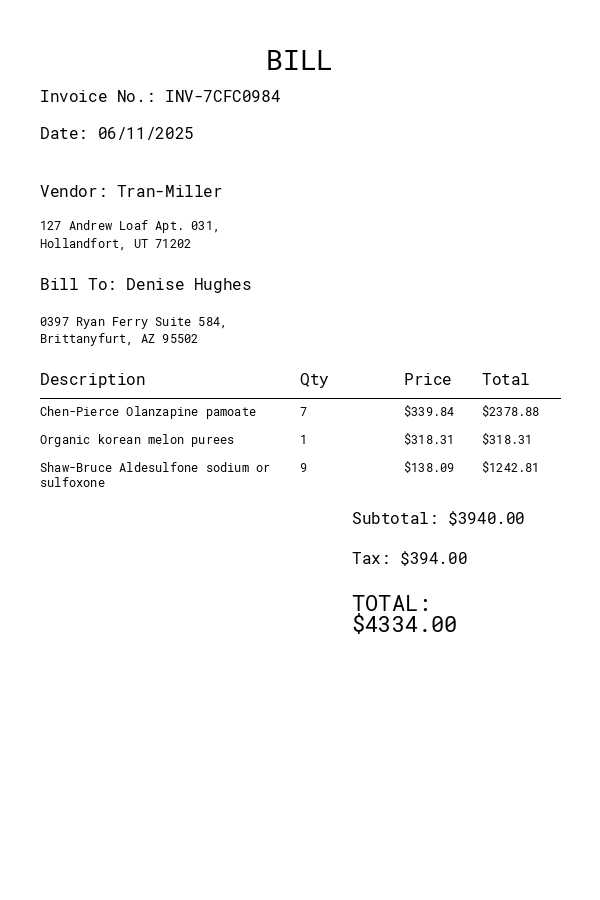 BILL
Invoice No.: INV-7CFC0984
Date: 06/11/2025
Vendor: Tran-Miller
127 Andrew Loaf Apt. 031,
Hollandfort, UT 71202
Bill To: Denise Hughes
0397 Ryan Ferry Suite 584,
Brittanyfurt, AZ 95502
Description Qty Price Total
Chen-Pierce Olanzapine pamoate 7 $339.84 $2378.88
Organic korean melon purees 1 $318.31 $318.31
Shaw-Bruce Aldesulfone sodium or 9 $138.09 $1242.81
sulfoxone
Subtotal: $3940.00
Tax: $394.00
TOTAL:
$4334.00